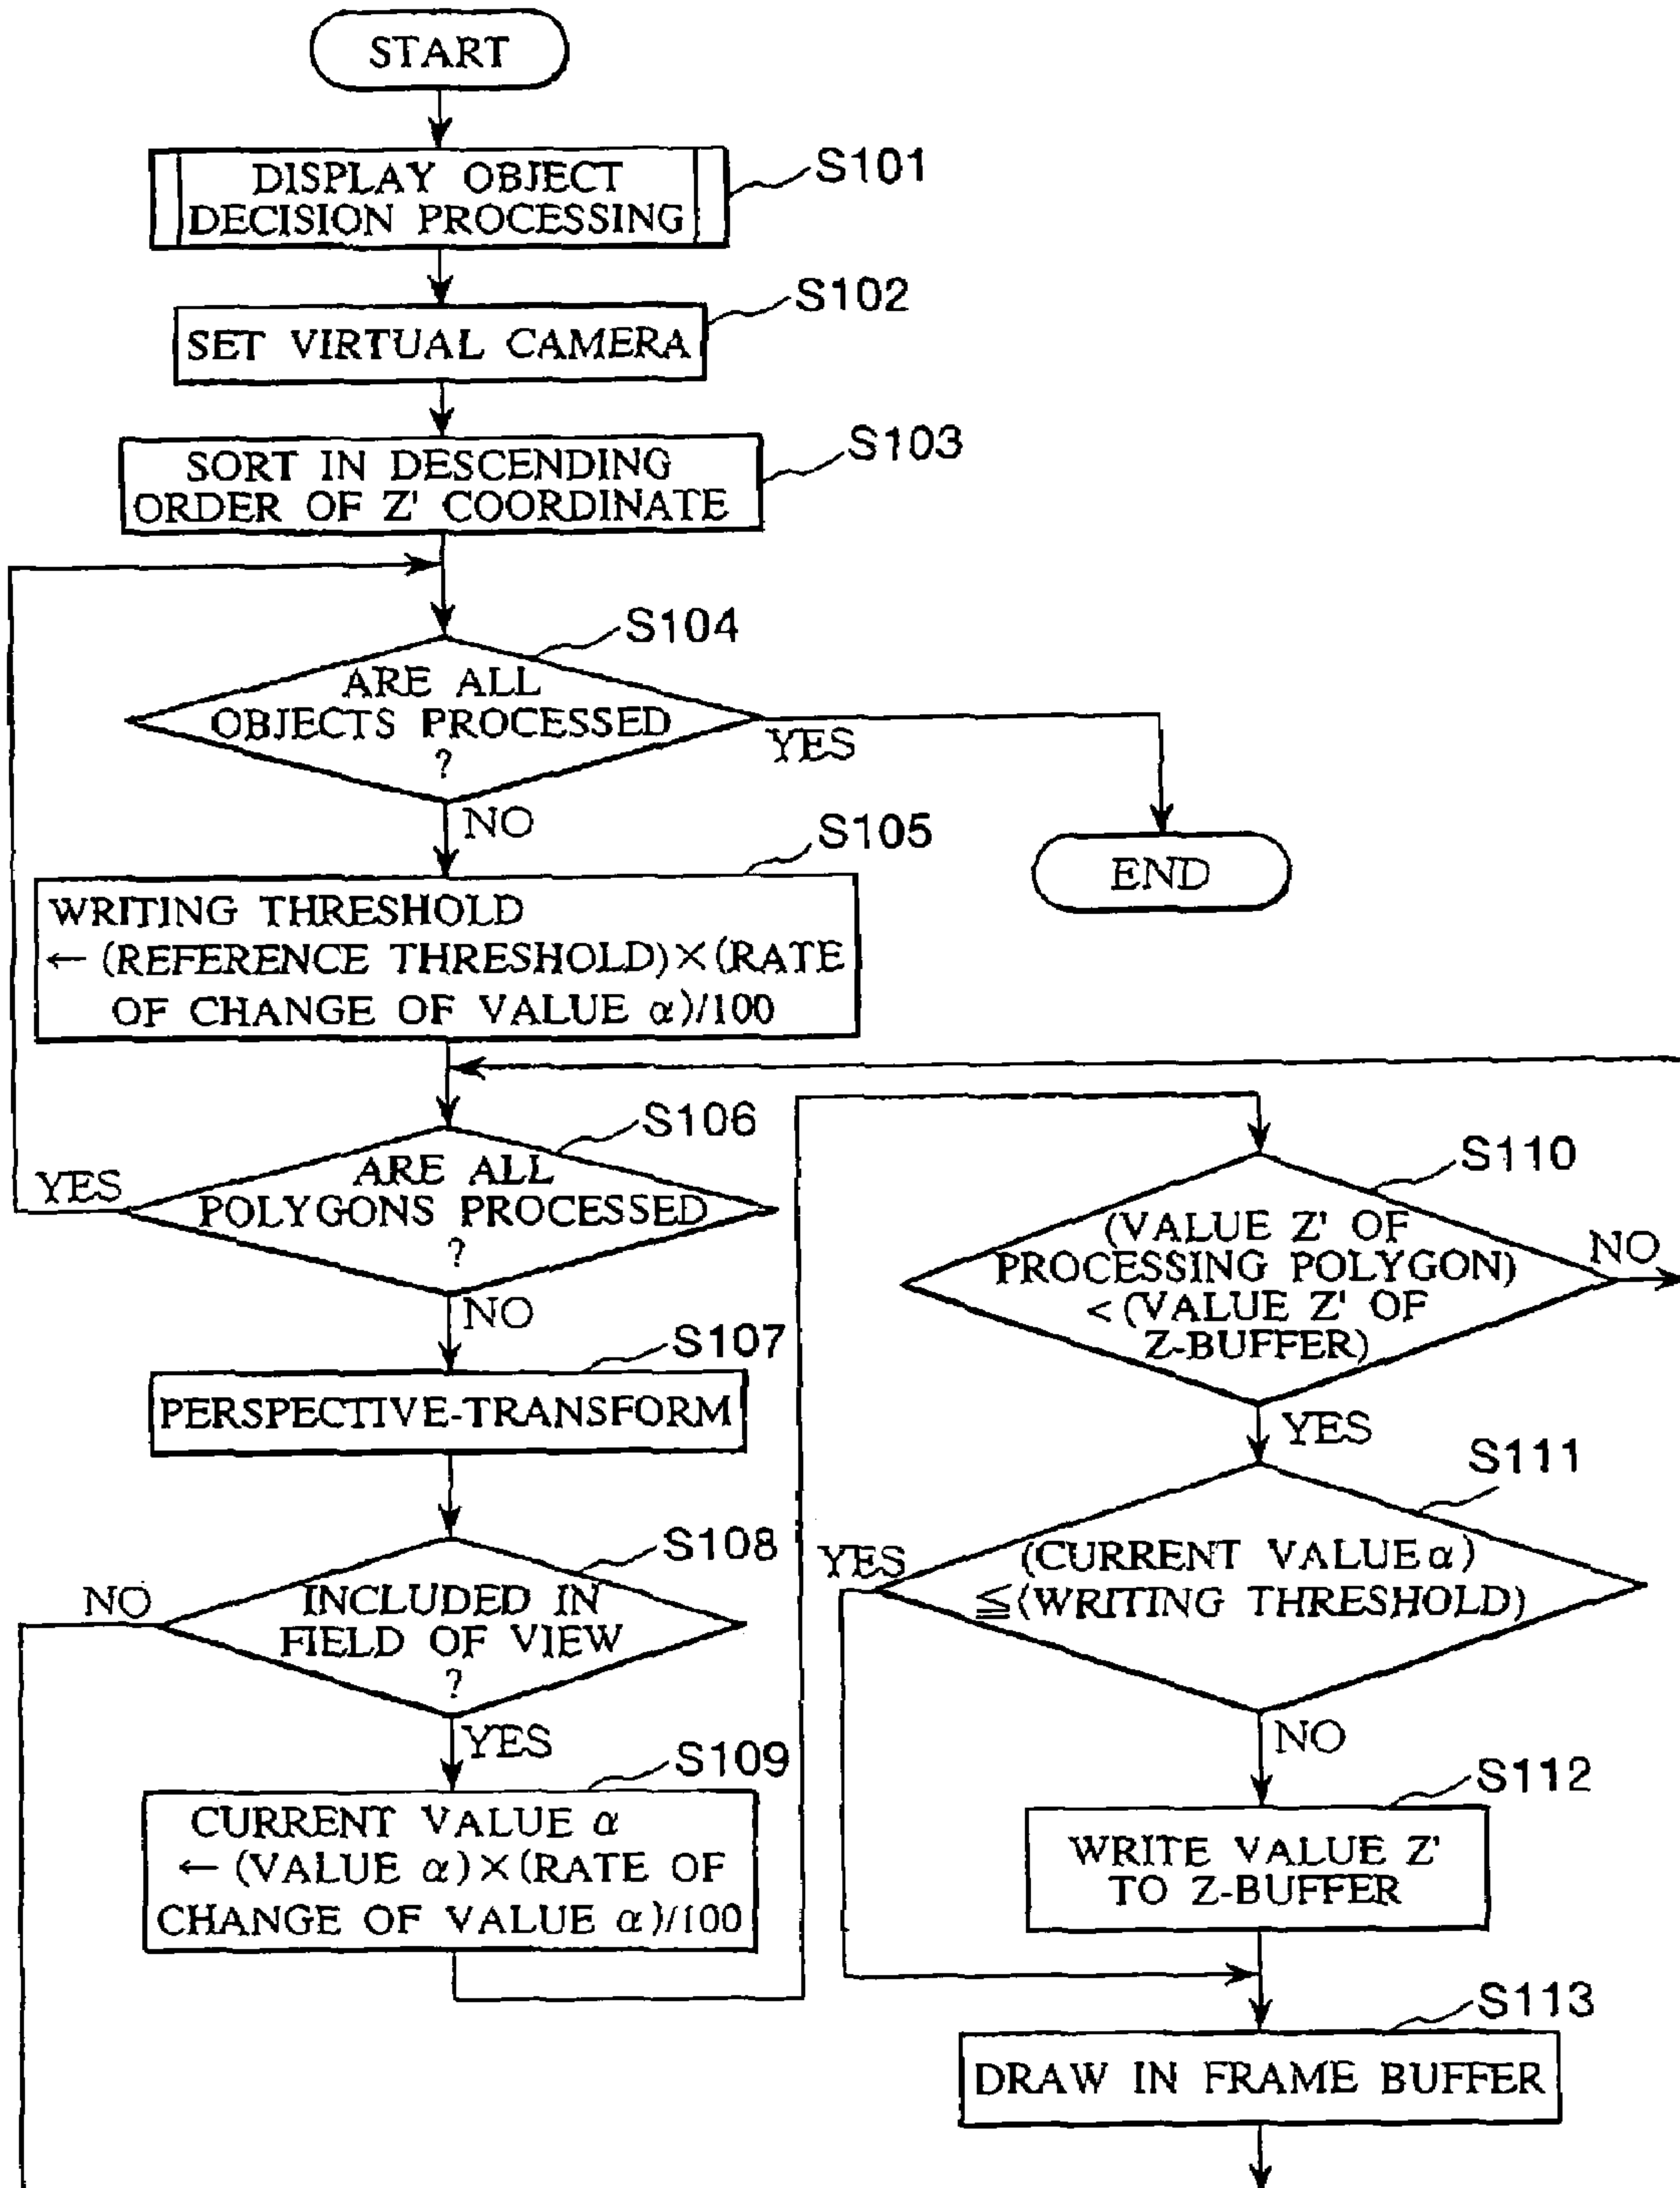 START
DISPLAY OBJECT
DECISION PROCESSING
S101
S102
SET VIRTUAL CAMERA
S103
SORT IN DESCENDING
ORDER OF Z' COORDINATE
S104
ARE ALL
OBJECTS PROCESSED
?
YES
NO
END
S105
WRITING THRESHOLD
← (REFERENCE THRESHOLD)×(RATE
OF CHANGE OF VALUE α)/100
S106
ARE ALL
POLYGONS PROCESSED
?
YES
NO
S107
PERSPECTIVE-TRANSFORM
S108
INCLUDED IN
FIELD OF VIEW
?
NO
YES
S109
CURRENT VALUE α
← (VALUE α)×(RATE OF
CHANGE OF VALUE α)/100
S110
(VALUE Z' OF
PROCESSING POLYGON)
<(VALUE Z' OF
Z-BUFFER)
NO
YES
S111
(CURRENT VALUE α)
≦(WRITING THRESHOLD)
YES
NO
S112
WRITE VALUE Z'
TO Z-BUFFER
S113
DRAW IN FRAME BUFFER